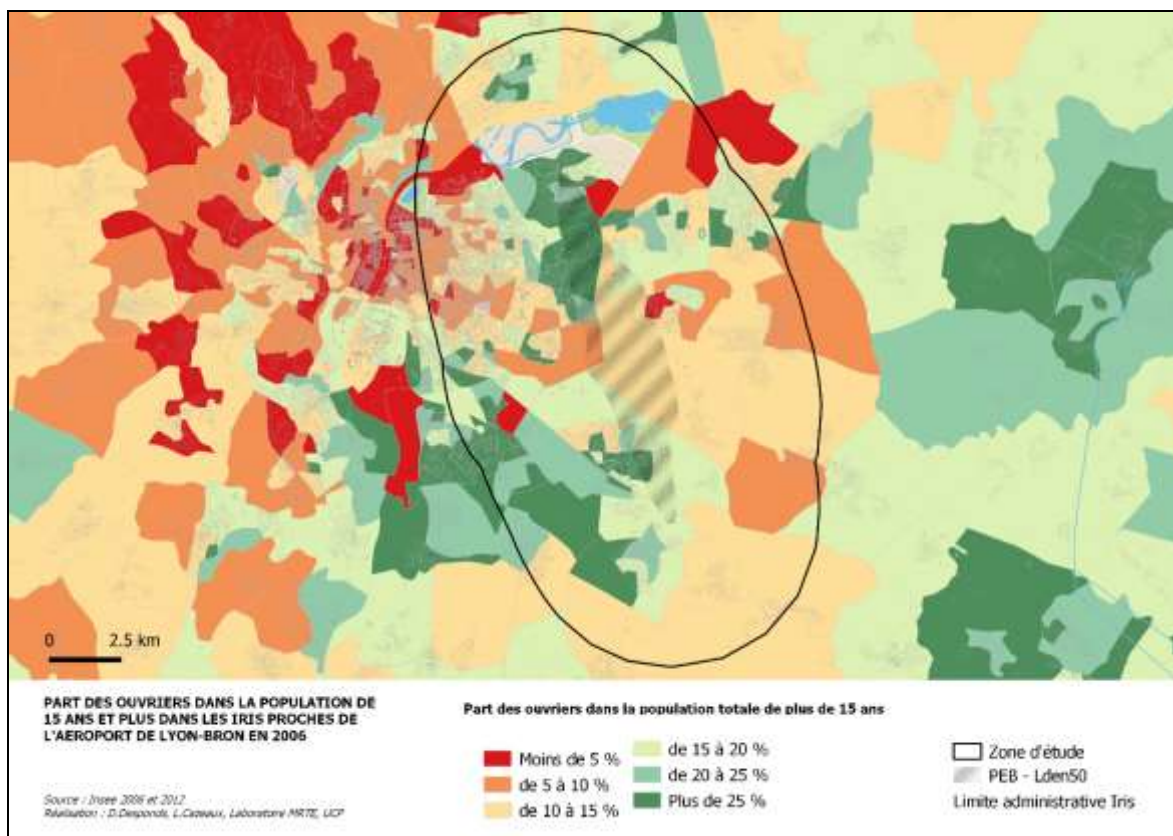 0 2.5 km
PART DES OUVRIERS DANS LA POPULATION DE
15 ANS ET PLUS DANS LES IRIS PROCHES DE
L'AEROPORT DE LYON-BRON EN 2006
Source : Insee 2006 et 2012
Réalisation : D.Desponds, L.Cazeaux, Laboratoire MRTE, UCP
Part des ouvriers dans la population totale de plus de 15 ans
Moins de 5 %
de 5 à 10 %
de 10 à 15 %
de 15 à 20 %
de 20 à 25 %
Plus de 25 %
Zone d'étude
PEB - Lden50
Limite administrative Iris